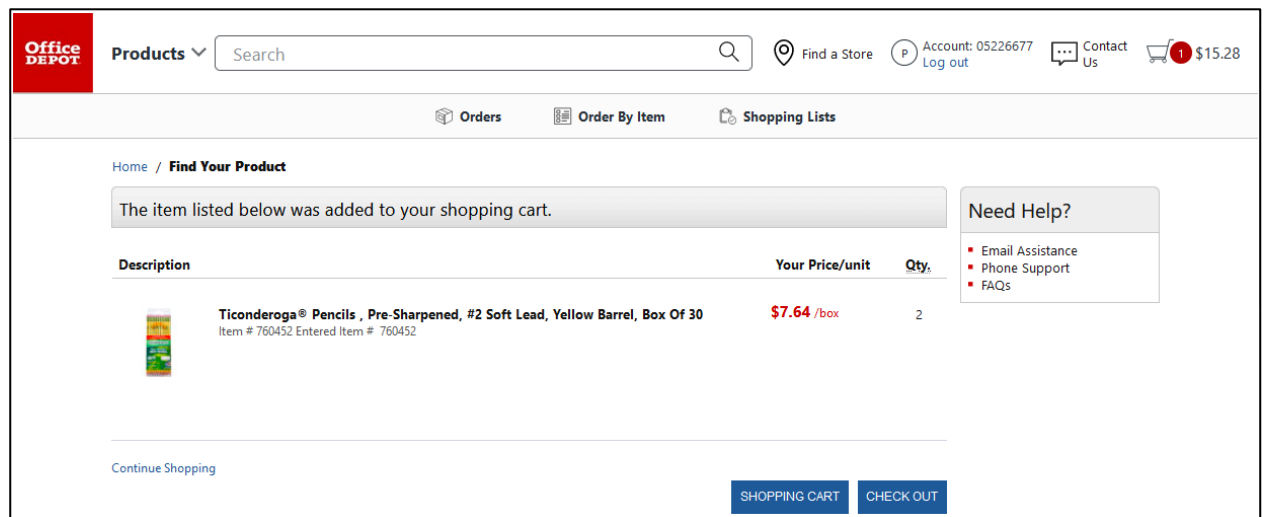 Office
DEPOT
Products
Search
Find a Store
P
Account: 05226677
Log out
Contact
Us
1
$15.28
Orders
Order By Item
Shopping Lists
Home / Find Your Product
The item listed below was added to your shopping cart.
Need Help?
Email Assistance
Phone Support
FAQs
Description
Your Price/unit
Qty.
Ticonderoga® Pencils , Pre-Sharpened, #2 Soft Lead, Yellow Barrel, Box Of 30
Item # 760452 Entered Item # 760452
$7.64 /box
2
Continue Shopping
SHOPPING CART
CHECK OUT